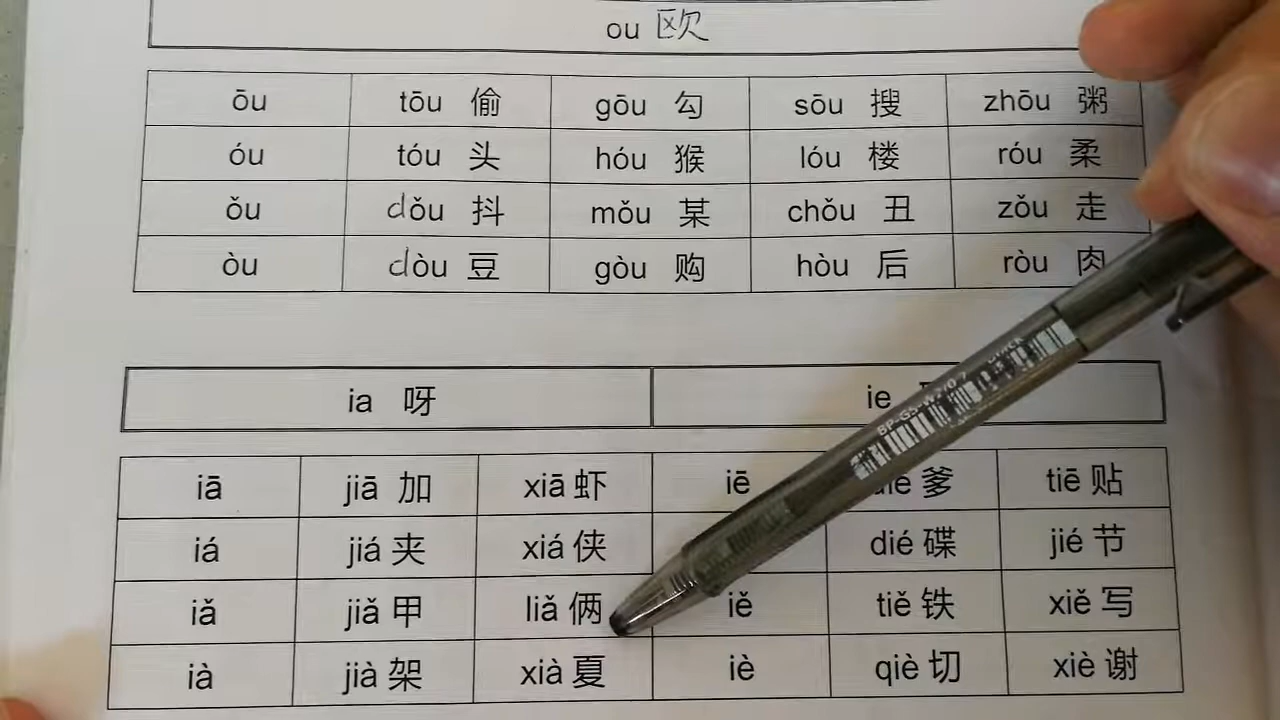 ou 欧
ōu tōu 偷 gōu 勾 sōu 搜 zhōu 粥
óu tóu 头 hóu 猴 lóu 楼 róu 柔
ǒu dǒu 抖 mǒu 某 chǒu 丑 zǒu 走
òu dòu 豆 gòu 购 hòu 后 ròu 肉
ia 呀 ie
iā jiā 加 xiā 虾 iē diē 爹 tiē 贴
iá jiá 夹 xiá 侠 dié 碟 jié 节
iǎ jiǎ 甲 liǎ 俩 iě tiě 铁 xiě 写
ià jià 架 xià 夏 iè qiè 切 xiè 谢